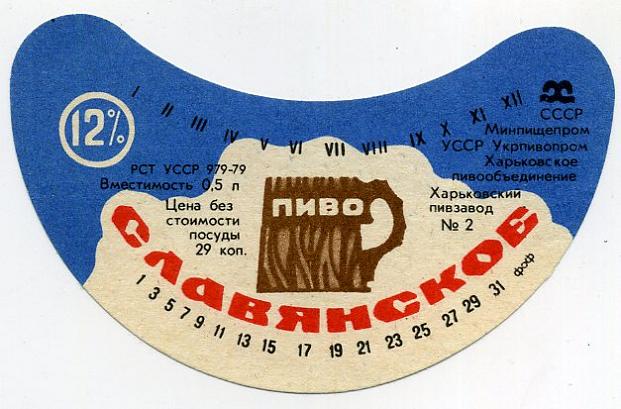 I II III IV V VI VII VIII IX X XI XII
12%
СССР
Минпищепром
УССР Укрпивопром
Харьковское
пивообъединение
Харьковский
пивзавод
№ 2
РСТ УССР 979-79
Вместимость 0,5 л
Цена без
стоимости
посуды
29 коп.
ПИВО
СЛАВЯНСКОЕ
1 3 5 7 9 11 13 15 17 19 21 23 25 27 29 31 фоф